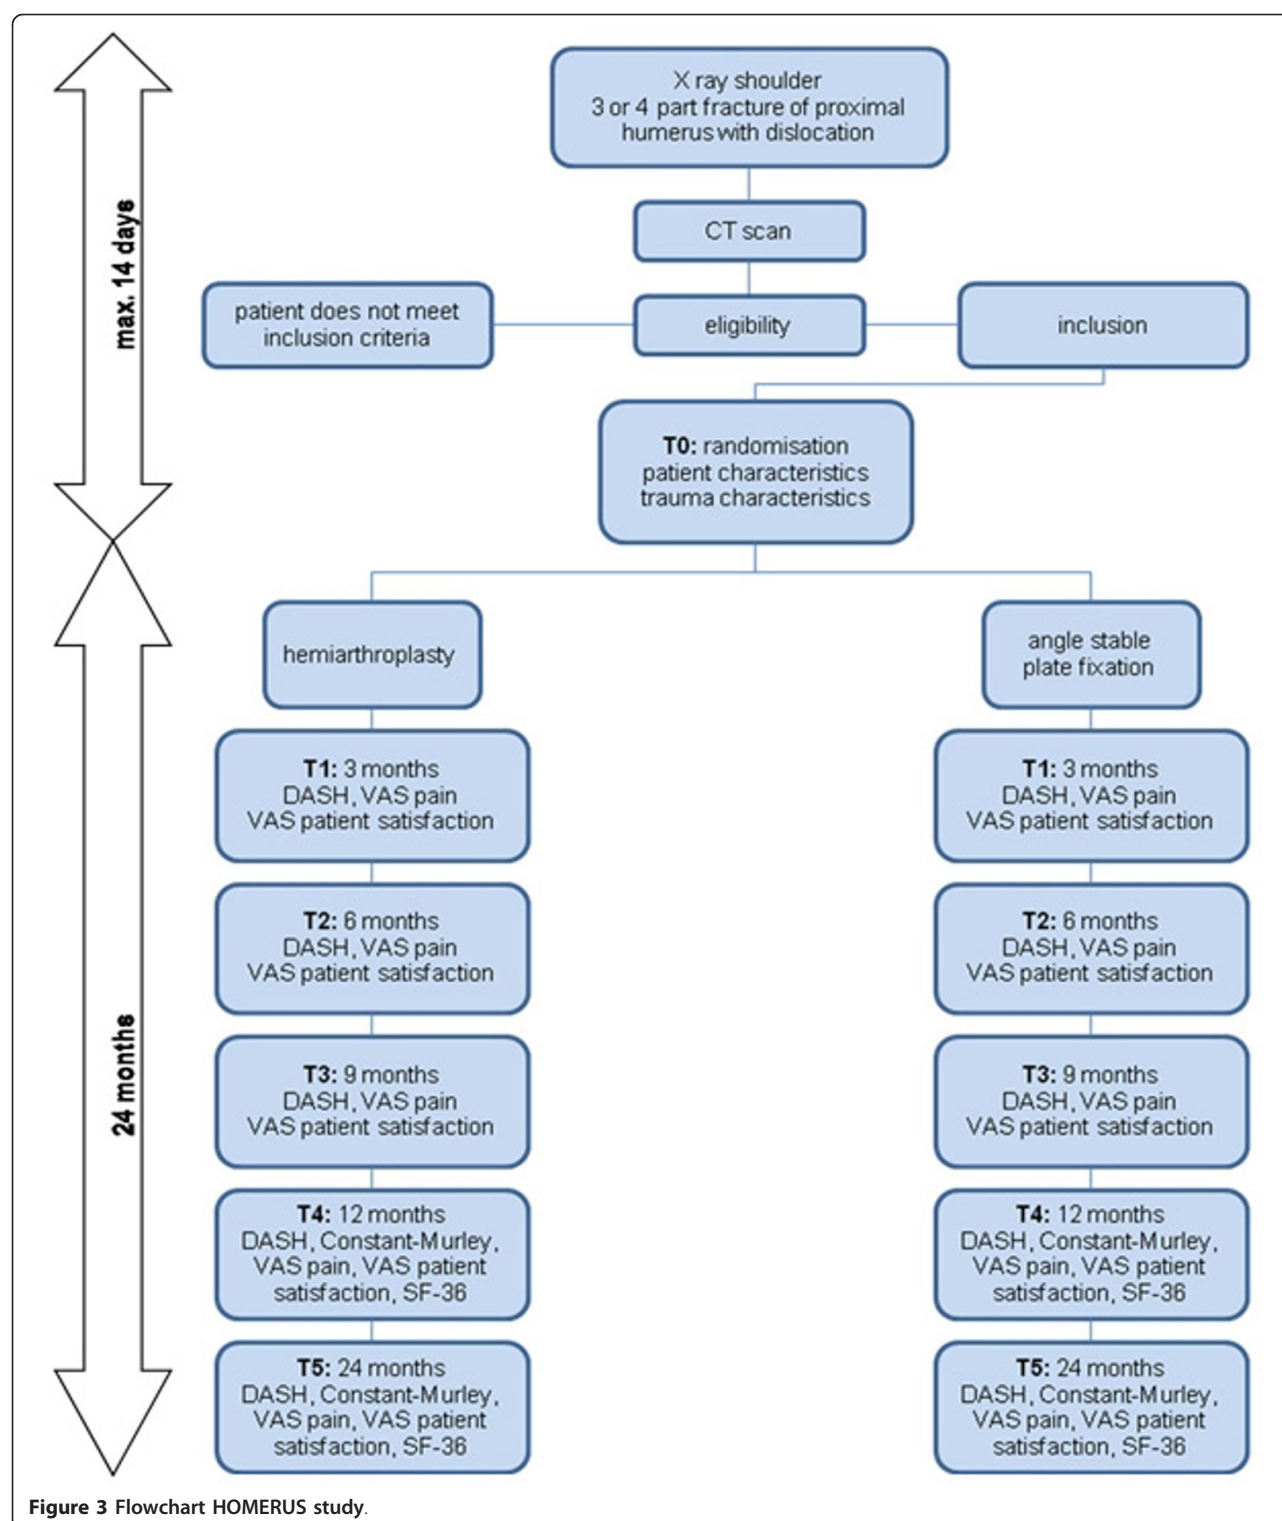 max. 14 days
X ray shoulder
3 or 4 part fracture of proximal
humerus with dislocation
CT scan
patient does not meet
inclusion criteria
eligibility
inclusion
T0: randomisation
patient characteristics
trauma characteristics
24 months
hemiarthroplasty
T1: 3 months
DASH, VAS pain
VAS patient satisfaction
T2: 6 months
DASH, VAS pain
VAS patient satisfaction
T3: 9 months
DASH, VAS pain
VAS patient satisfaction
T4: 12 months
DASH, Constant-Murley,
VAS pain, VAS patient
satisfaction, SF-36
T5: 24 months
DASH, Constant-Murley,
VAS pain, VAS patient
satisfaction, SF-36
angle stable
plate fixation
T1: 3 months
DASH, VAS pain
VAS patient satisfaction
T2: 6 months
DASH, VAS pain
VAS patient satisfaction
T3: 9 months
DASH, VAS pain
VAS patient satisfaction
T4: 12 months
DASH, Constant-Murley,
VAS pain, VAS patient
satisfaction, SF-36
T5: 24 months
DASH, Constant-Murley,
VAS pain, VAS patient
satisfaction, SF-36
Figure 3 Flowchart HOMERUS study.